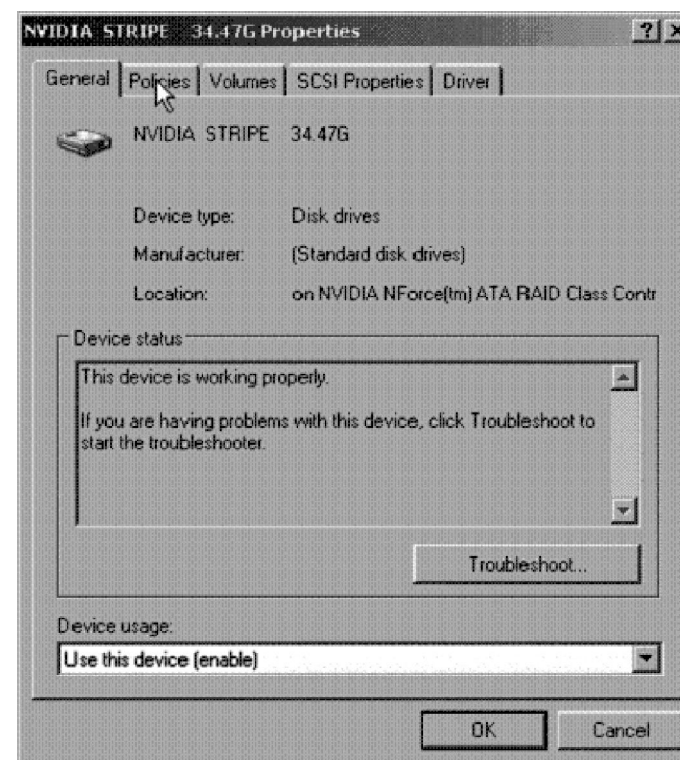 NVIDIA STRIPE 34.47G Properties
General Policies Volumes SCSI Properties Driver
NVIDIA STRIPE 34.47G
Device type: Disk drives
Manufacturer: (Standard disk drives)
Location: on NVIDIA NForce(tm) ATA RAID Class Contr
Device status
This device is working properly.
If you are having problems with this device, click Troubleshoot to
start the troubleshooter.
Troubleshoot...
Device usage:
Use this device (enable)
OK Cancel